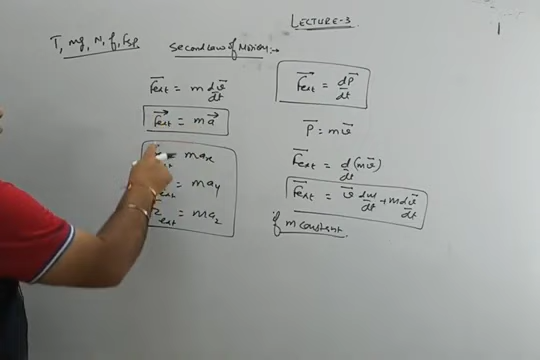 LECTURE-3
1
T, mg, N, f, Fsp
Second Law of Motion :-
F⃗ext = m dv⃗/dt
F⃗ext = ma⃗
= max
ext = may
ext = maz
F⃗ext = dP⃗/dt
P⃗ = mv⃗
F⃗ext = d/dt (mv⃗)
F⃗ext = v⃗ dm/dt + m dv⃗/dt
if m constant.